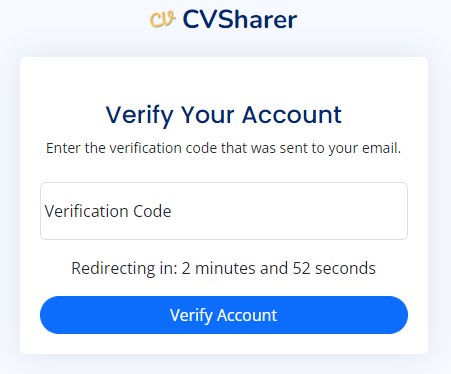 CV CVSharer
Verify Your Account
Enter the verification code that was sent to your email.
Verification Code
Redirecting in: 2 minutes and 52 seconds
Verify Account